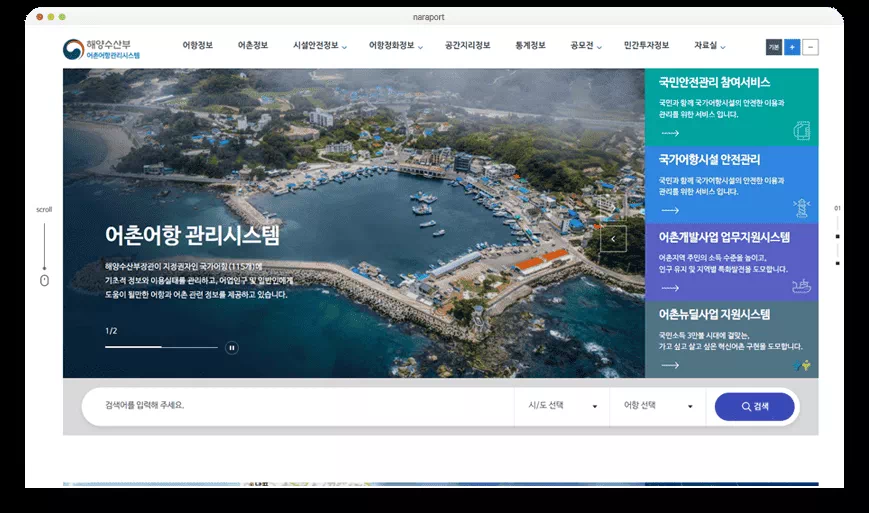 naraport
해양수산부
어촌어항관리시스템
어항정보 어촌정보 시설안전정보 어항정화정보 공간지리정보 통계정보 공모전 민간투자정보 자료실
기본 + −
국민안전관리 참여서비스
국민과 함께 국가어항시설의 안전한 이용과
관리를 위한 서비스 입니다.
국가어항시설 안전관리
국민과 함께 국가어항시설의 안전한 이용과
관리를 위한 서비스 입니다.
scroll
01
어촌어항 관리시스템
해양수산부장관이 지정권자인 국가어항(115개)에
기초적 정보와 이용실태를 관리하고, 어업인구 및 일반인에게
도움이 될만한 어항과 어촌 관련 정보를 제공하고 있습니다.
1/2
어촌개발사업 업무지원시스템
어촌지역 주민의 소득 수준을 높이고,
인구 유지 및 지역별 특화발전을 도모합니다.
어촌뉴딜사업 지원시스템
국민소득 3만불 시대에 걸맞는,
가고 싶고 살고 싶은 혁신어촌 구현을 도모합니다.
검색어를 입력해 주세요.
시/도 선택
어항 선택
검색